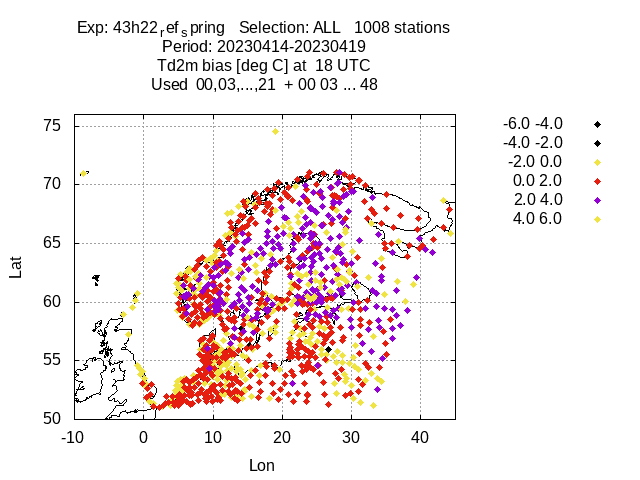 Exp: 43h22ref_spring Selection: ALL 1008 stations
Period: 20230414-20230419
Td2m bias [deg C] at 18 UTC
Used 00,03,...,21 + 00 03 ... 48
-6.0 -4.0
-4.0 -2.0
-2.0 0.0
0.0 2.0
2.0 4.0
4.0 6.0
75
70
65
60
55
50
Lat
-10 0 10 20 30 40
Lon